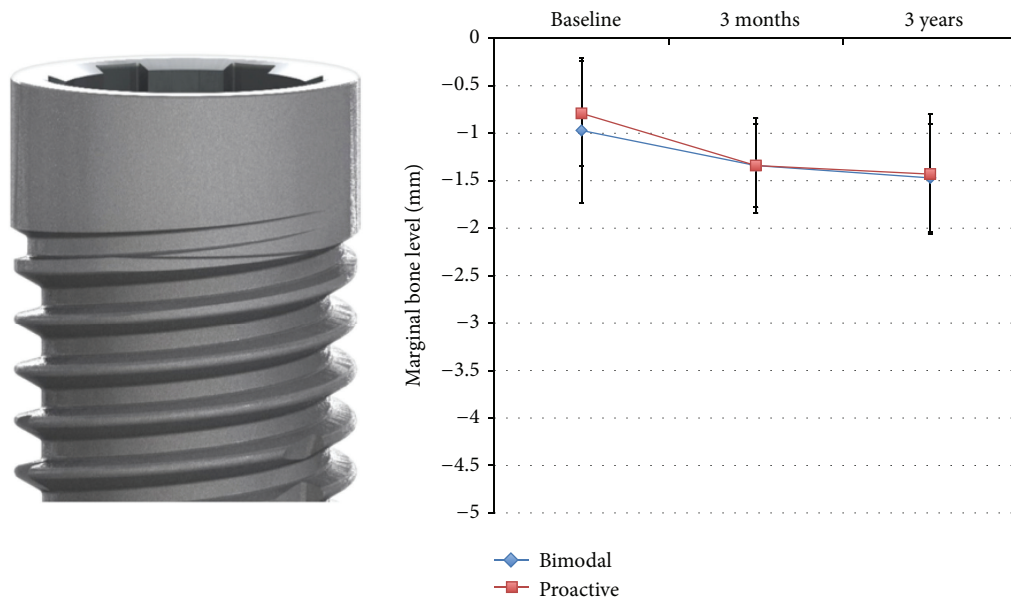 Baseline 3 months 3 years
0
−0.5
−1
−1.5
−2
−2.5
−3
−3.5
−4
−4.5
−5
Marginal bone level (mm)
Bimodal
Proactive